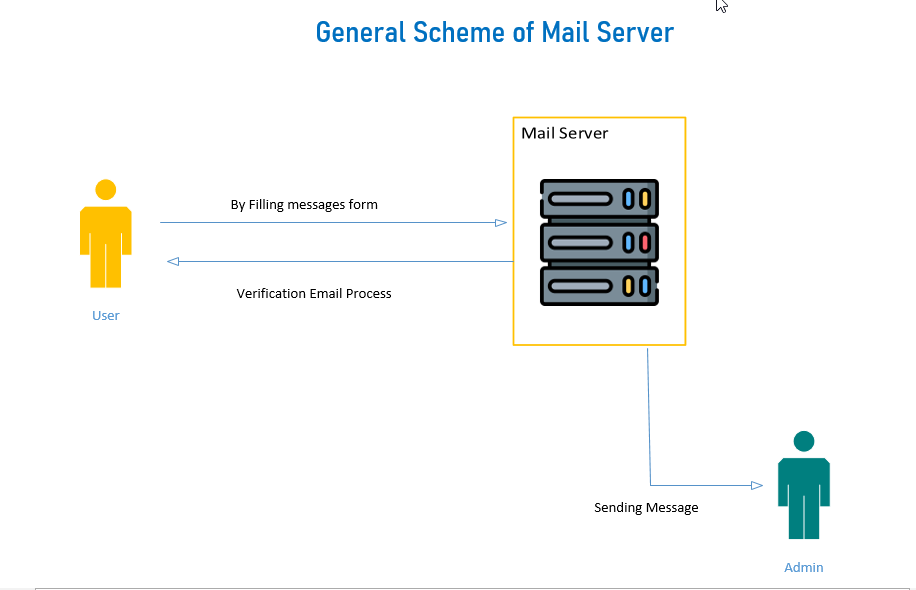 General Scheme of Mail Server
Mail Server
By Filling messages form
Verification Email Process
User
Sending Message
Admin